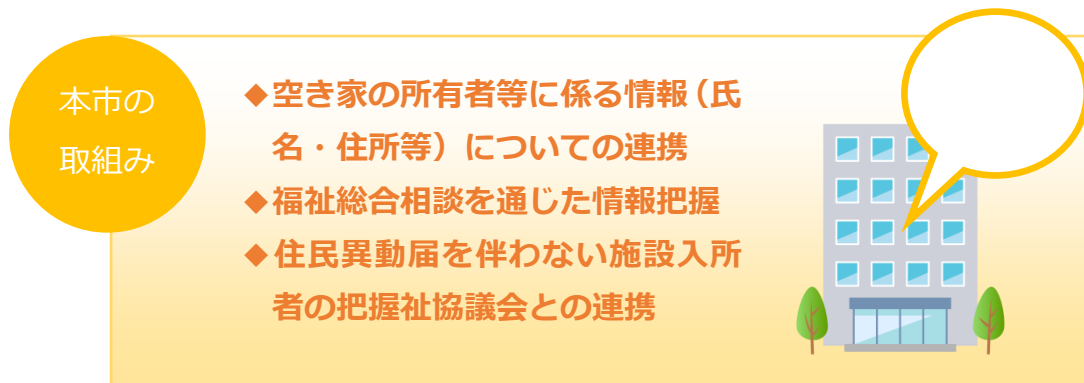 本市の
取組み
◆空き家の所有者等に係る情報（氏
名・住所等）についての連携
◆福祉総合相談を通じた情報把握
◆住民異動届を伴わない施設入所
者の把握祉協議会との連携